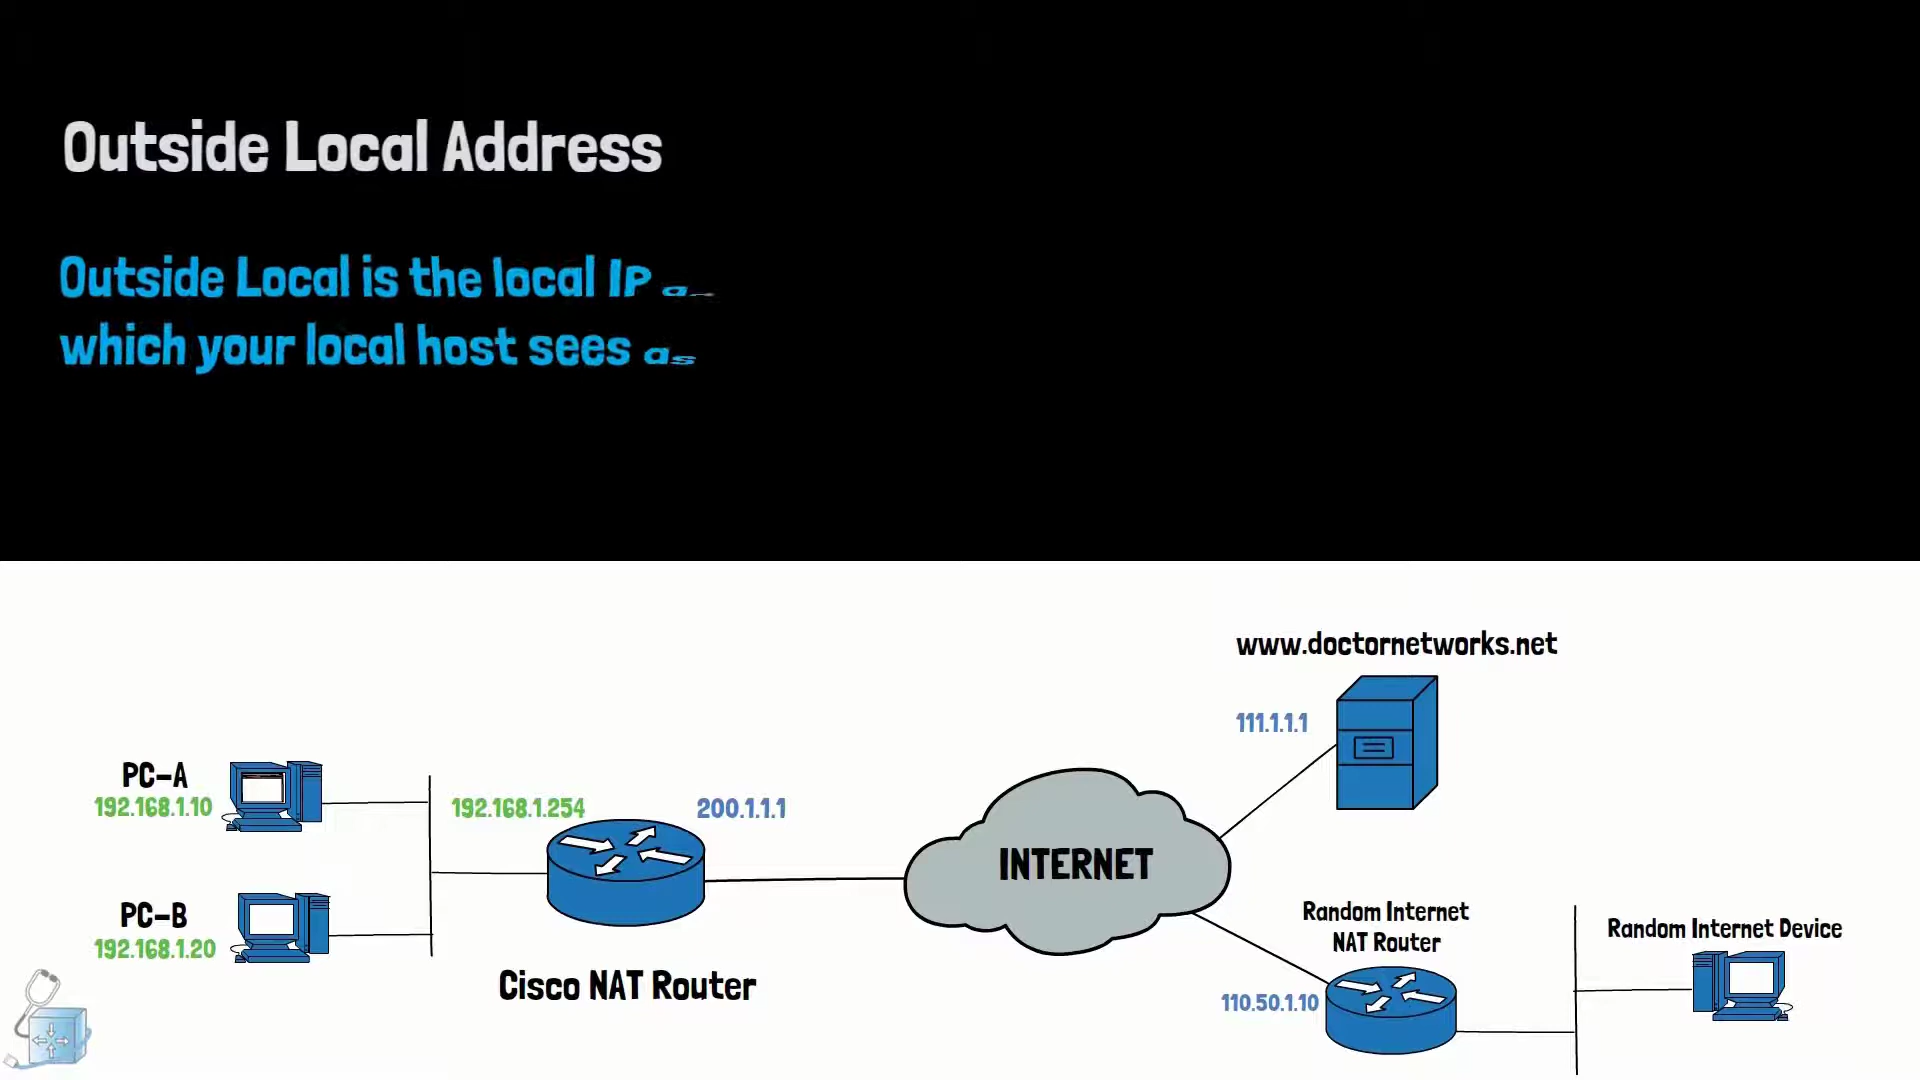 Outside Local Address
Outside Local is the local IP
which your local host sees as
www.doctornetworks.net
111.1.1.1
PC-A
192.168.1.10
192.168.1.254
200.1.1.1
INTERNET
PC-B
192.168.1.20
Cisco NAT Router
Random Internet
NAT Router
110.50.1.10
Random Internet Device